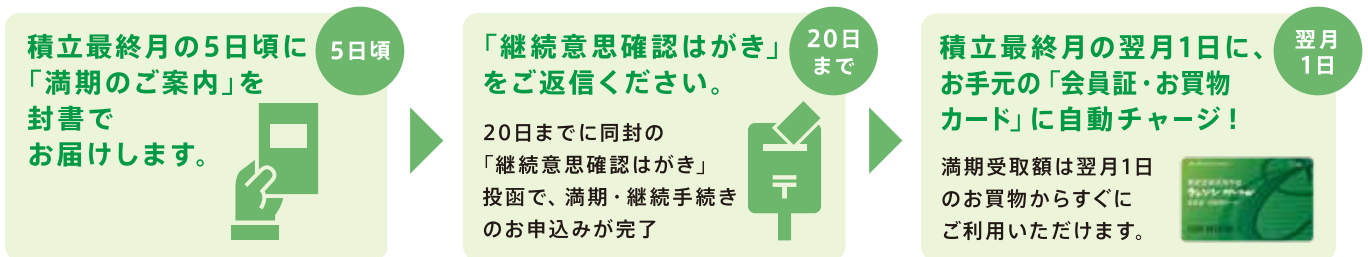 積立最終月の5日頃に
「満期のご案内」を
封書で
お届けします。
5日頃
「継続意思確認はがき」
をご返信ください。
20日
まで
20日までに同封の
「継続意思確認はがき」
投函で、満期・継続手続き
のお申込みが完了
〒
積立最終月の翌月1日に、
お手元の「会員証・お買物
カード」に自動チャージ！
翌月
1日
満期受取額は翌月1日
のお買物からすぐに
ご利用いただけます。